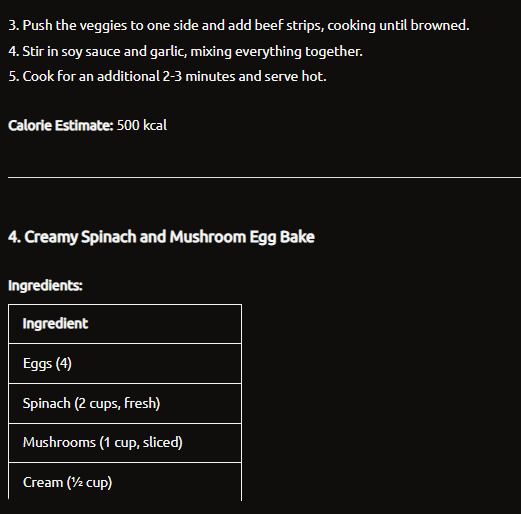 3. Push the veggies to one side and add beef strips, cooking until browned.
4. Stir in soy sauce and garlic, mixing everything together.
5. Cook for an additional 2-3 minutes and serve hot.
Calorie Estimate: 500 kcal
4. Creamy Spinach and Mushroom Egg Bake
Ingredients:
Ingredient
Eggs (4)
Spinach (2 cups, fresh)
Mushrooms (1 cup, sliced)
Cream (½ cup)